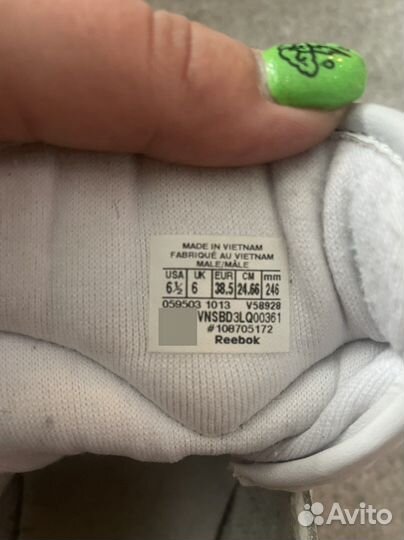 MADE IN VIETNAM
FABRIQUÉ AU VIETNAM
MALE/MÂLE
USA UK EUR CM mm
6½ 6 38.5 24.66 246
059503 1013 V58928
VNSBD3LQ00361
#108705172
Reebok
Avito